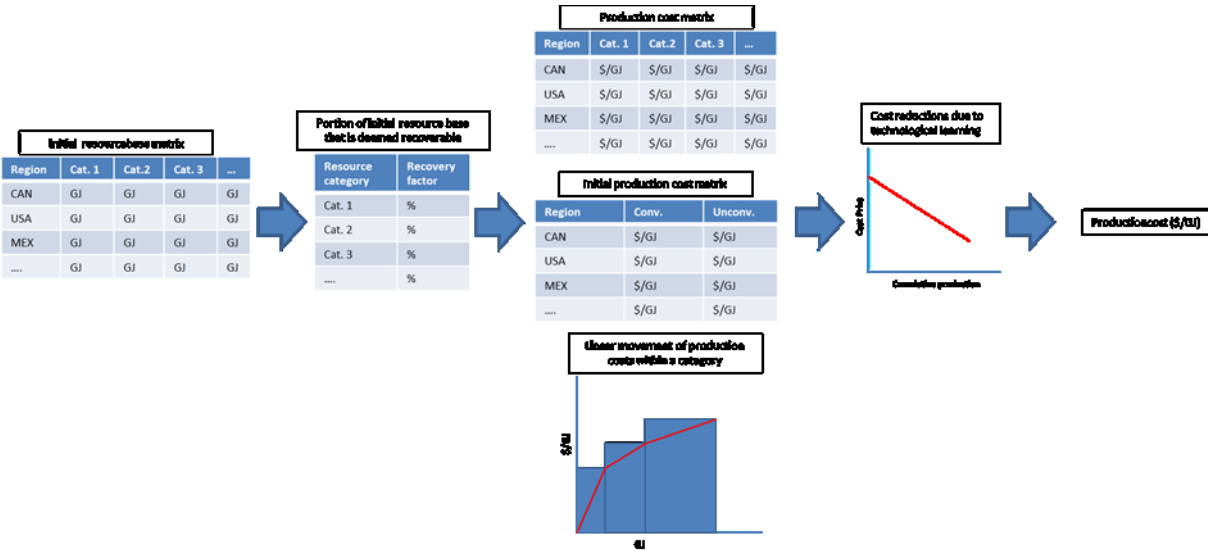 Initial resource base matrix
Region Cat. 1 Cat.2 Cat. 3 ...
CAN GJ GJ GJ GJ
USA GJ GJ GJ GJ
MEX GJ GJ GJ GJ
.... GJ GJ GJ GJ
Portion of initial resource base
that is deemed recoverable
Resource category Recovery factor
Cat. 1 %
Cat. 2 %
Cat. 3 %
.... %
Production cost matrix
Region Cat. 1 Cat.2 Cat. 3 ...
CAN $/GJ $/GJ $/GJ $/GJ
USA $/GJ $/GJ $/GJ $/GJ
MEX $/GJ $/GJ $/GJ $/GJ
.... $/GJ $/GJ $/GJ $/GJ
Initial production cost matrix
Region Conv. Unconv.
CAN $/GJ $/GJ
USA $/GJ $/GJ
MEX $/GJ $/GJ
.... $/GJ $/GJ
Linear movement of production
costs within a category
$/GJ
GJ
Cost reductions due to
technological learning
Cumulative production
Production cost ($/GJ)